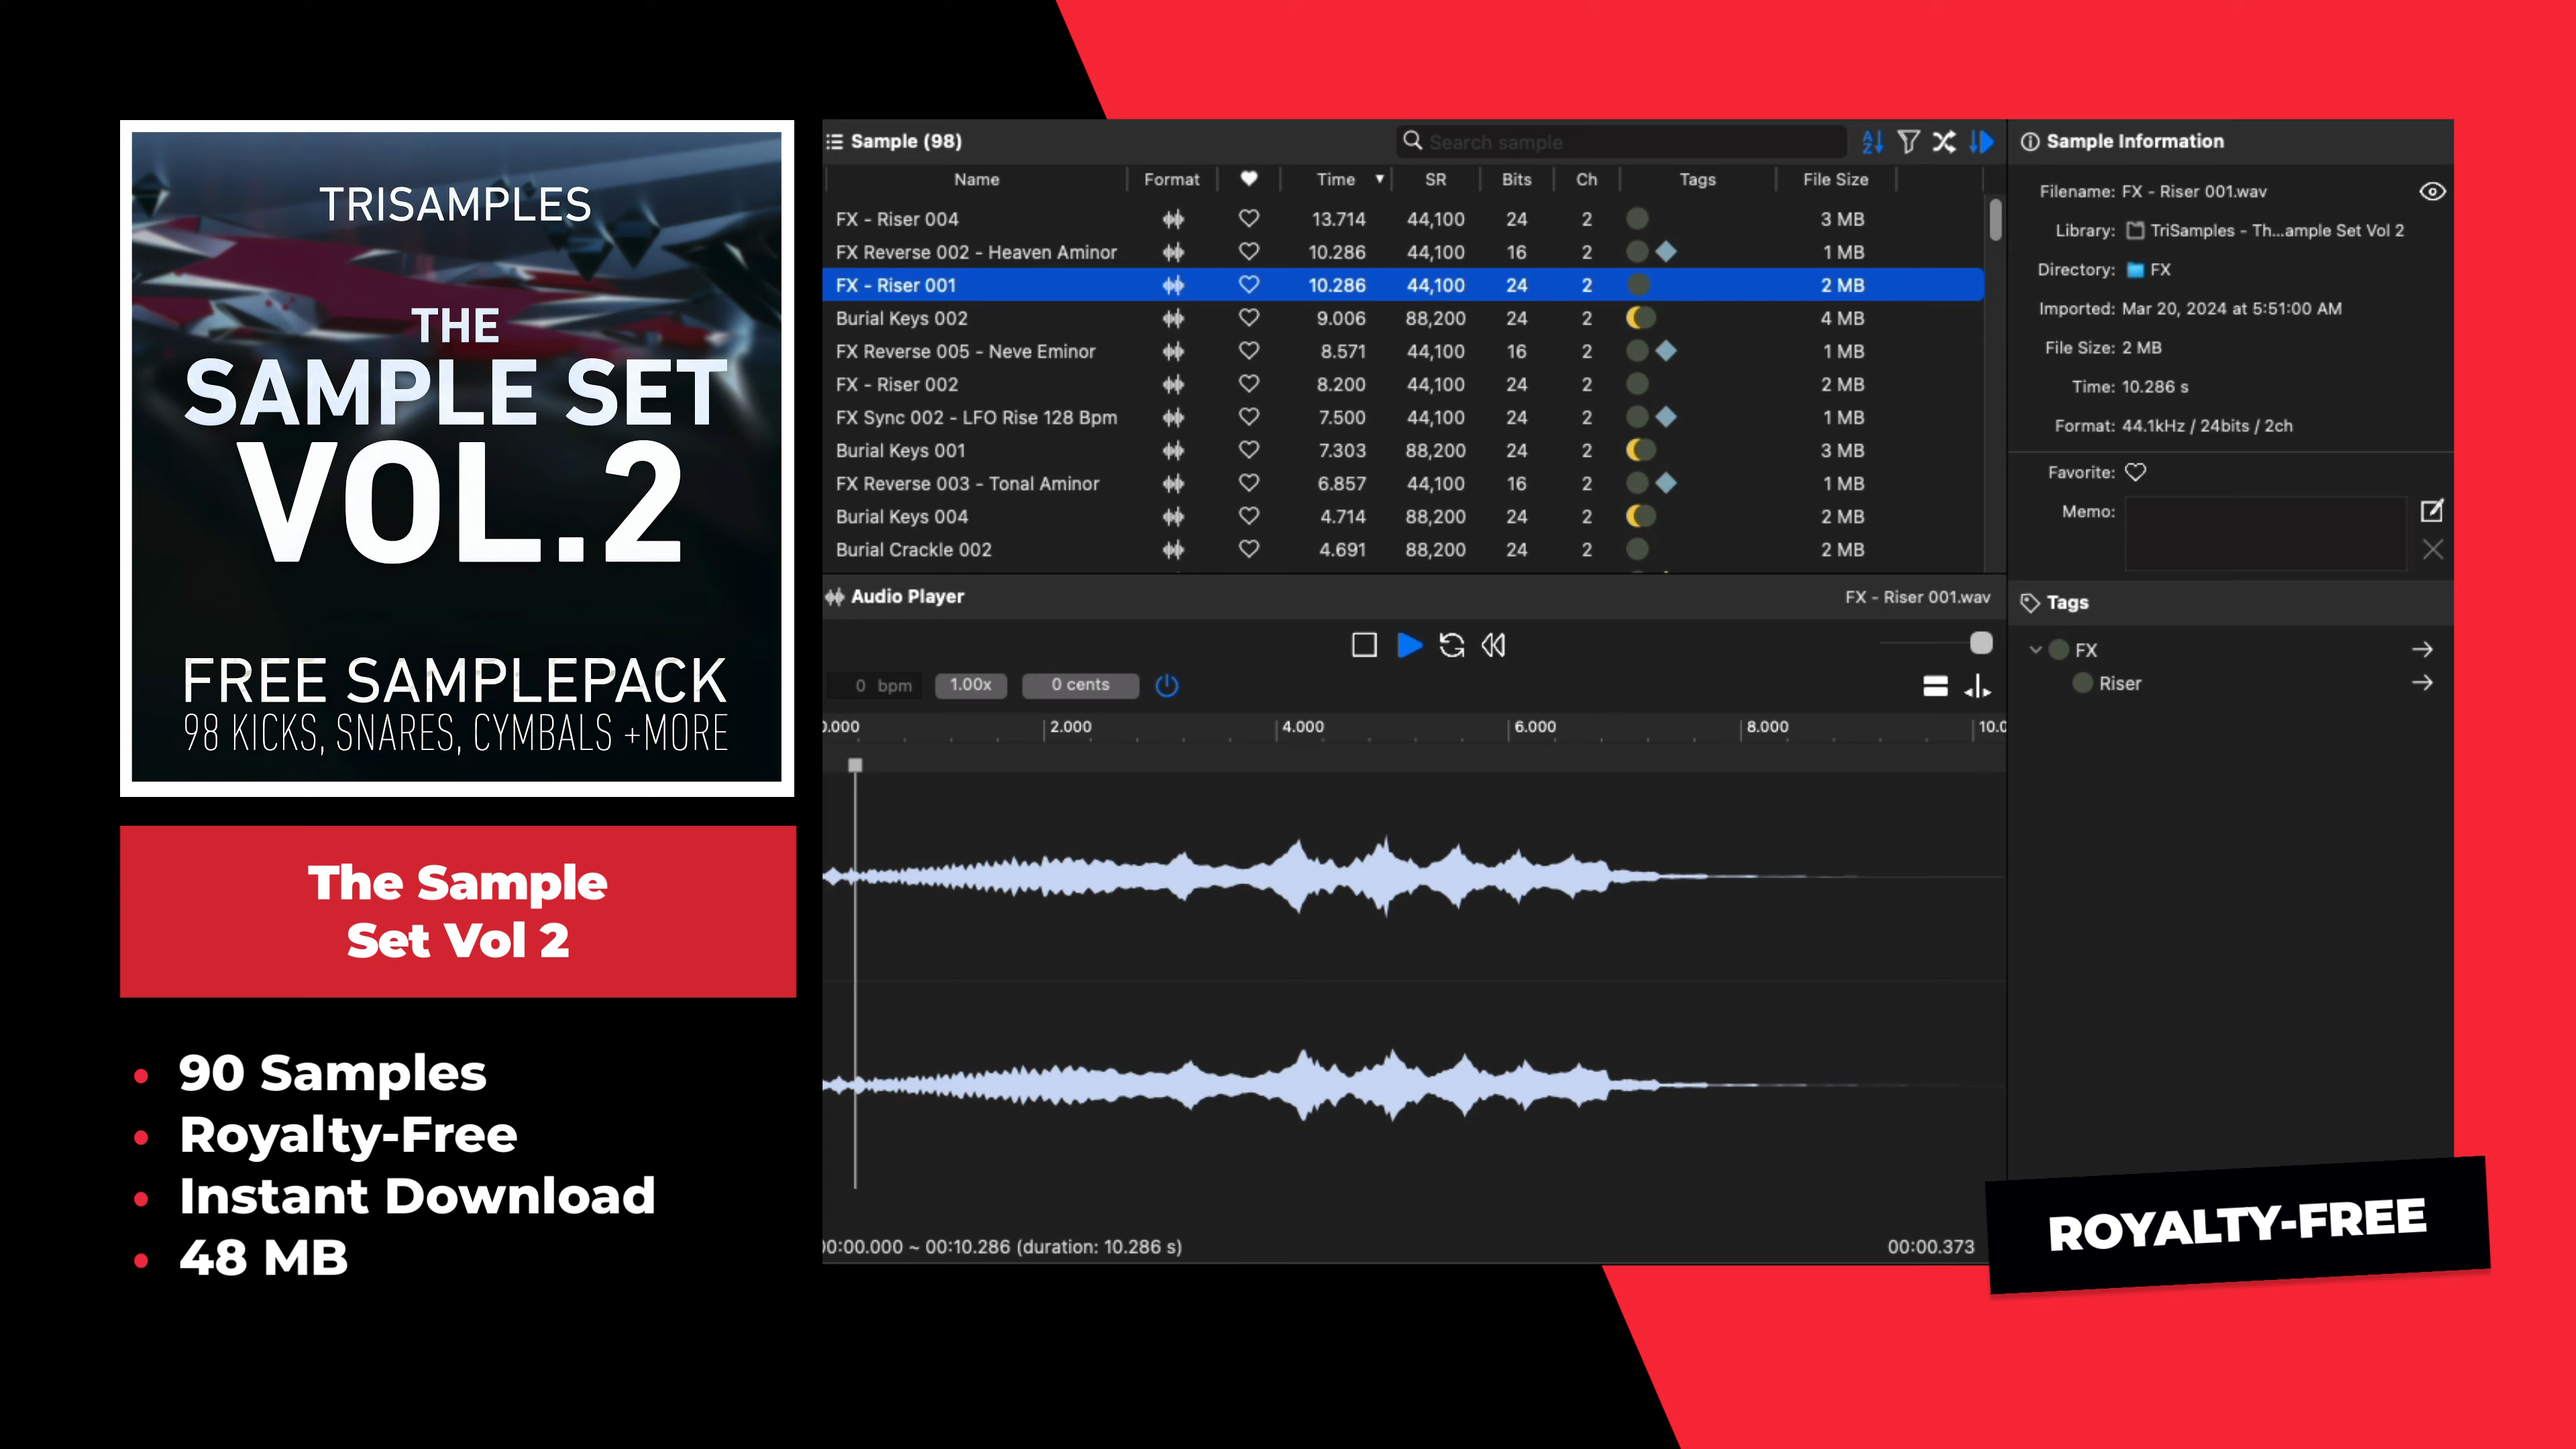 TRISAMPLES
THE
SAMPLE SET
VOL.2
FREE SAMPLEPACK
98 KICKS, SNARES, CYMBALS +MORE
The Sample
Set Vol 2
• 90 Samples
• Royalty-Free
• Instant Download
• 48 MB
Sample (98)
Search sample
Name Format Time SR Bits Ch Tags File Size
FX - Riser 004 13.714 44,100 24 2 3 MB
FX Reverse 002 - Heaven Aminor 10.286 44,100 16 2 1 MB
FX - Riser 001 10.286 44,100 24 2 2 MB
Burial Keys 002 9.006 88,200 24 2 4 MB
FX Reverse 005 - Neve Eminor 8.571 44,100 16 2 1 MB
FX - Riser 002 8.200 44,100 24 2 2 MB
FX Sync 002 - LFO Rise 128 Bpm 7.500 44,100 24 2 1 MB
Burial Keys 001 7.303 88,200 24 2 3 MB
FX Reverse 003 - Tonal Aminor 6.857 44,100 16 2 1 MB
Burial Keys 004 4.714 88,200 24 2 2 MB
Burial Crackle 002 4.691 88,200 24 2 2 MB
Audio Player FX - Riser 001.wav
0 bpm 1.00x 0 cents
0.000 2.000 4.000 6.000 8.000 10.0
00:00.000 ~ 00:10.286 (duration: 10.286 s) 00:00.373
Sample Information
Filename: FX - Riser 001.wav
Library: TriSamples - Th...ample Set Vol 2
Directory: FX
Imported: Mar 20, 2024 at 5:51:00 AM
File Size: 2 MB
Time: 10.286 s
Format: 44.1kHz / 24bits / 2ch
Favorite:
Memo:
Tags
FX
Riser
ROYALTY-FREE